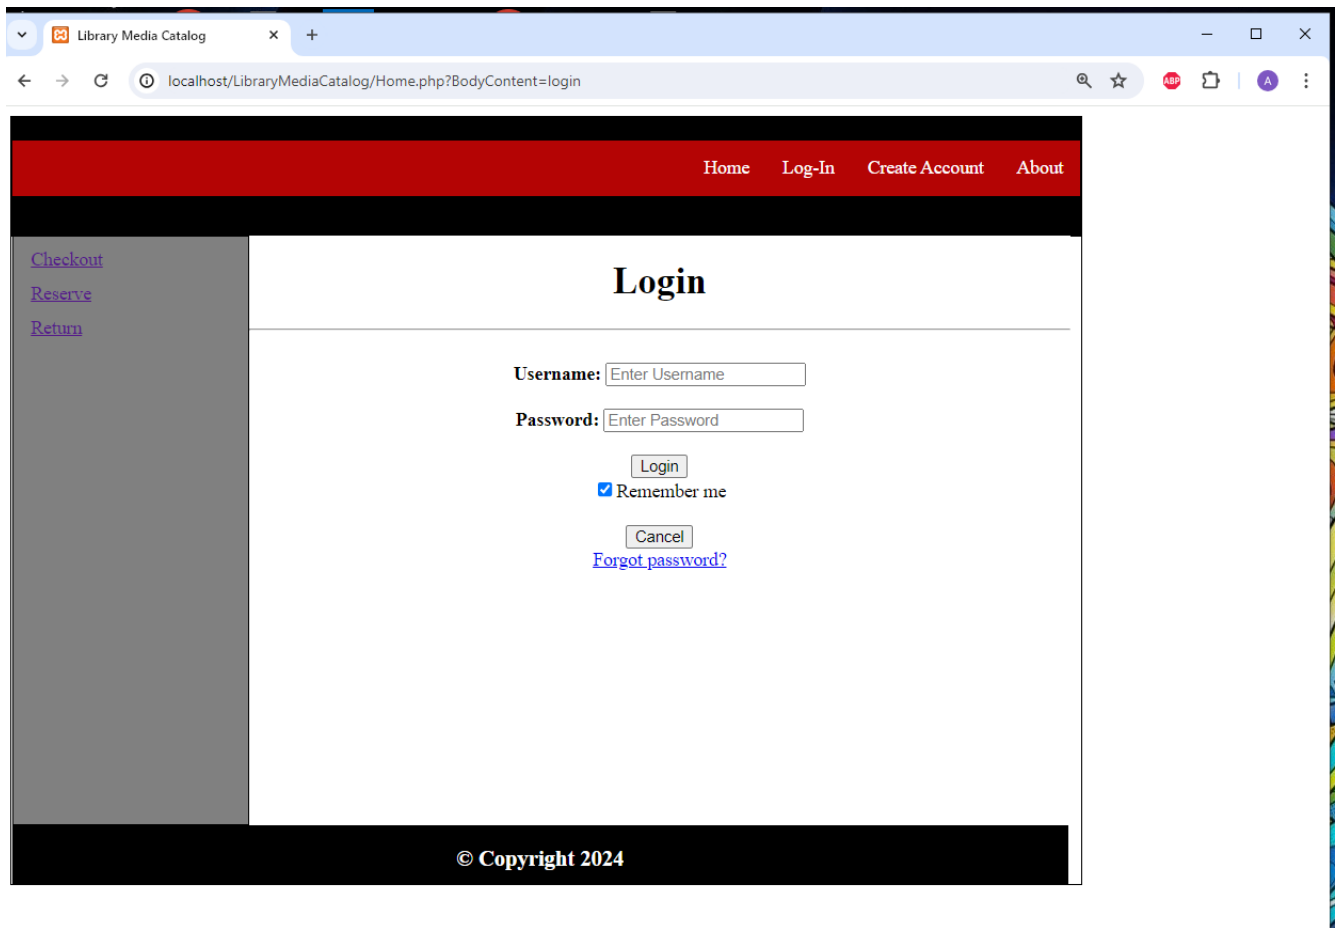 Library Media Catalog
localhost/LibraryMediaCatalog/Home.php?BodyContent=login
ABP
A
Home Log-In Create Account About
Checkout
Reserve
Return
Login
Username: Enter Username
Password: Enter Password
Login
Remember me
Cancel
Forgot password?
© Copyright 2024